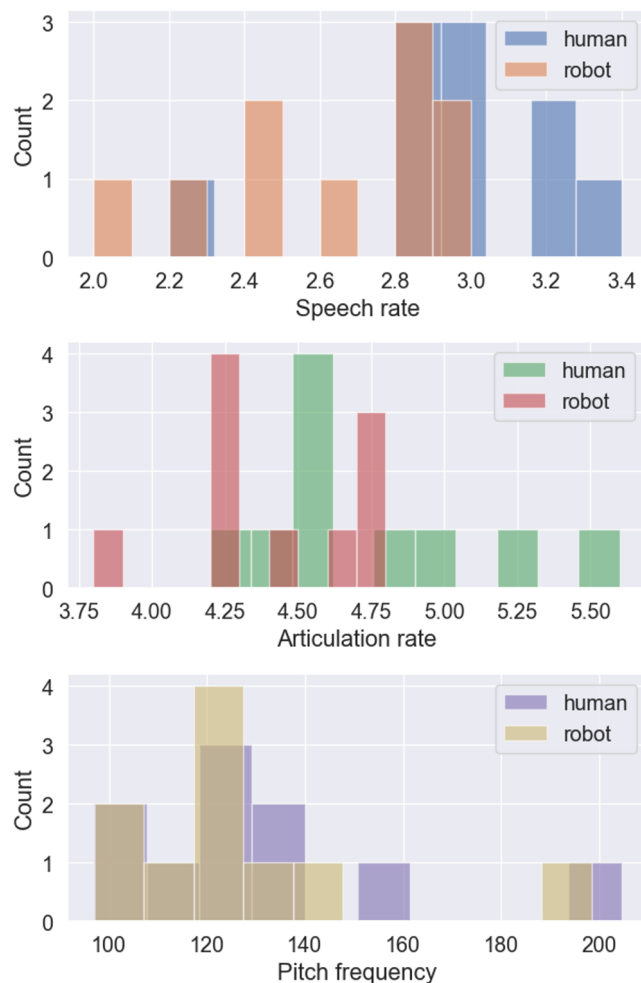 3
2
1
0
Count
human
robot
2.0 2.2 2.4 2.6 2.8 3.0 3.2 3.4
Speech rate
4
3
2
1
0
Count
human
robot
3.75 4.00 4.25 4.50 4.75 5.00 5.25 5.50
Articulation rate
4
3
2
1
0
Count
human
robot
100 120 140 160 180 200
Pitch frequency